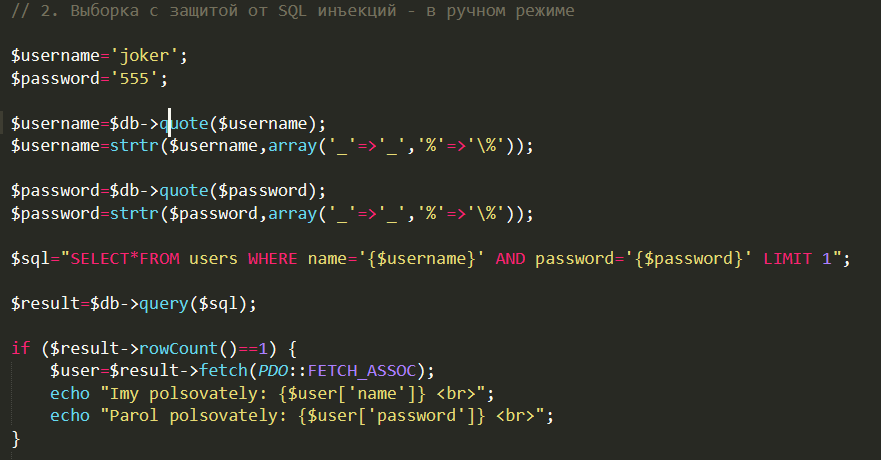 // 2. Выборка с защитой от SQL инъекций - в ручном режиме
$username='joker';
$password='555';
$username=$db->quote($username);
$username=strtr($username,array('_'=>'_','%'=>'\%'));
$password=$db->quote($password);
$password=strtr($password,array('_'=>'_','%'=>'\%'));
$sql="SELECT*FROM users WHERE name='{$username}' AND password='{$password}' LIMIT 1";
$result=$db->query($sql);
if ($result->rowCount()==1) {
$user=$result->fetch(PDO::FETCH_ASSOC);
echo "Imy polsovately: {$user['name']} <br>";
echo "Parol polsovately: {$user['password']} <br>";
}